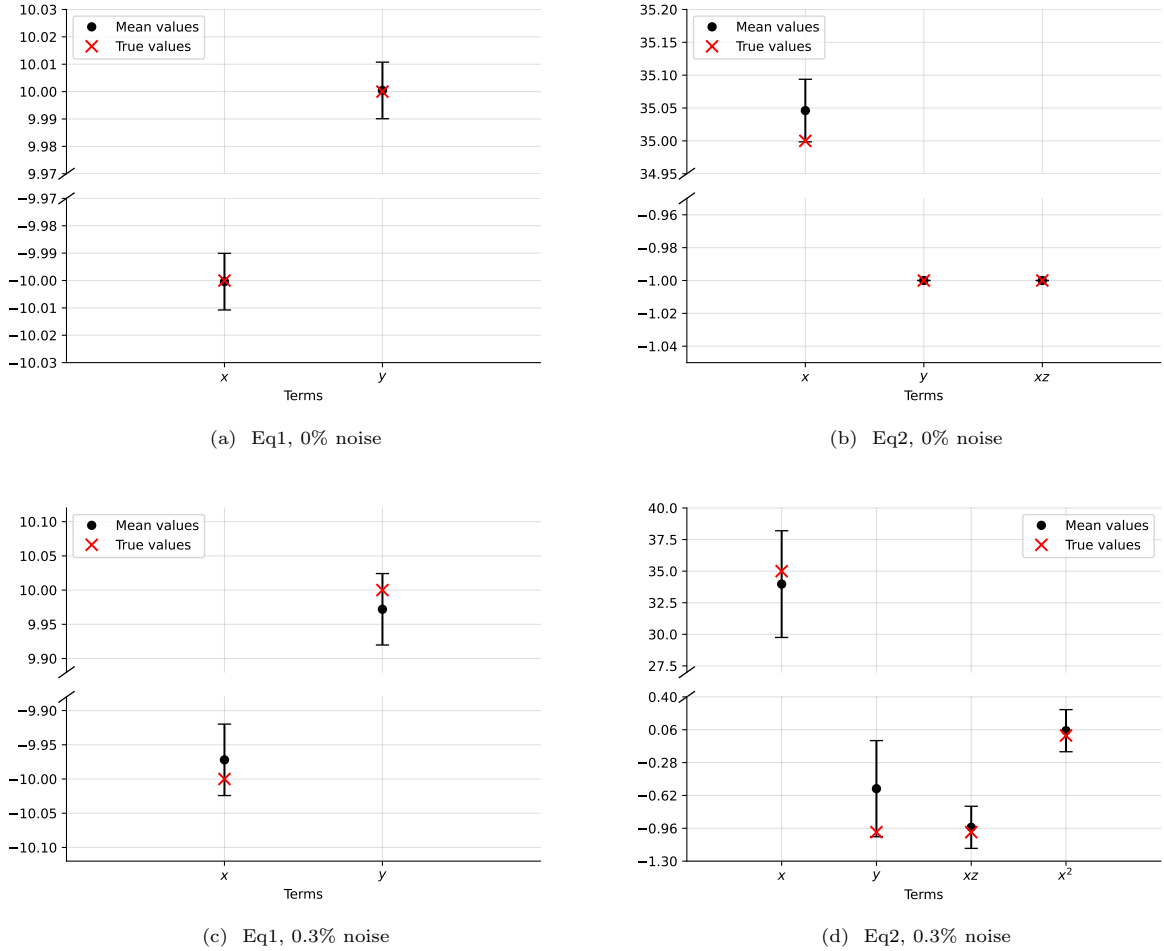 10.03
10.02
10.01
10.00
9.99
9.98
9.97
−9.97
−9.98
−9.99
−10.00
−10.01
−10.02
−10.03
Mean values
True values
x y
Terms
(a) Eq1, 0% noise
35.20
35.15
35.10
35.05
35.00
34.95
−0.96
−0.98
−1.00
−1.02
−1.04
Mean values
True values
x y xz
Terms
(b) Eq2, 0% noise
10.10
10.05
10.00
9.95
9.90
−9.90
−9.95
−10.00
−10.05
−10.10
Mean values
True values
x y
Terms
(c) Eq1, 0.3% noise
40.0
37.5
35.0
32.5
30.0
27.5
0.40
0.06
−0.28
−0.62
−0.96
−1.30
Mean values
True values
x y xz x²
Terms
(d) Eq2, 0.3% noise